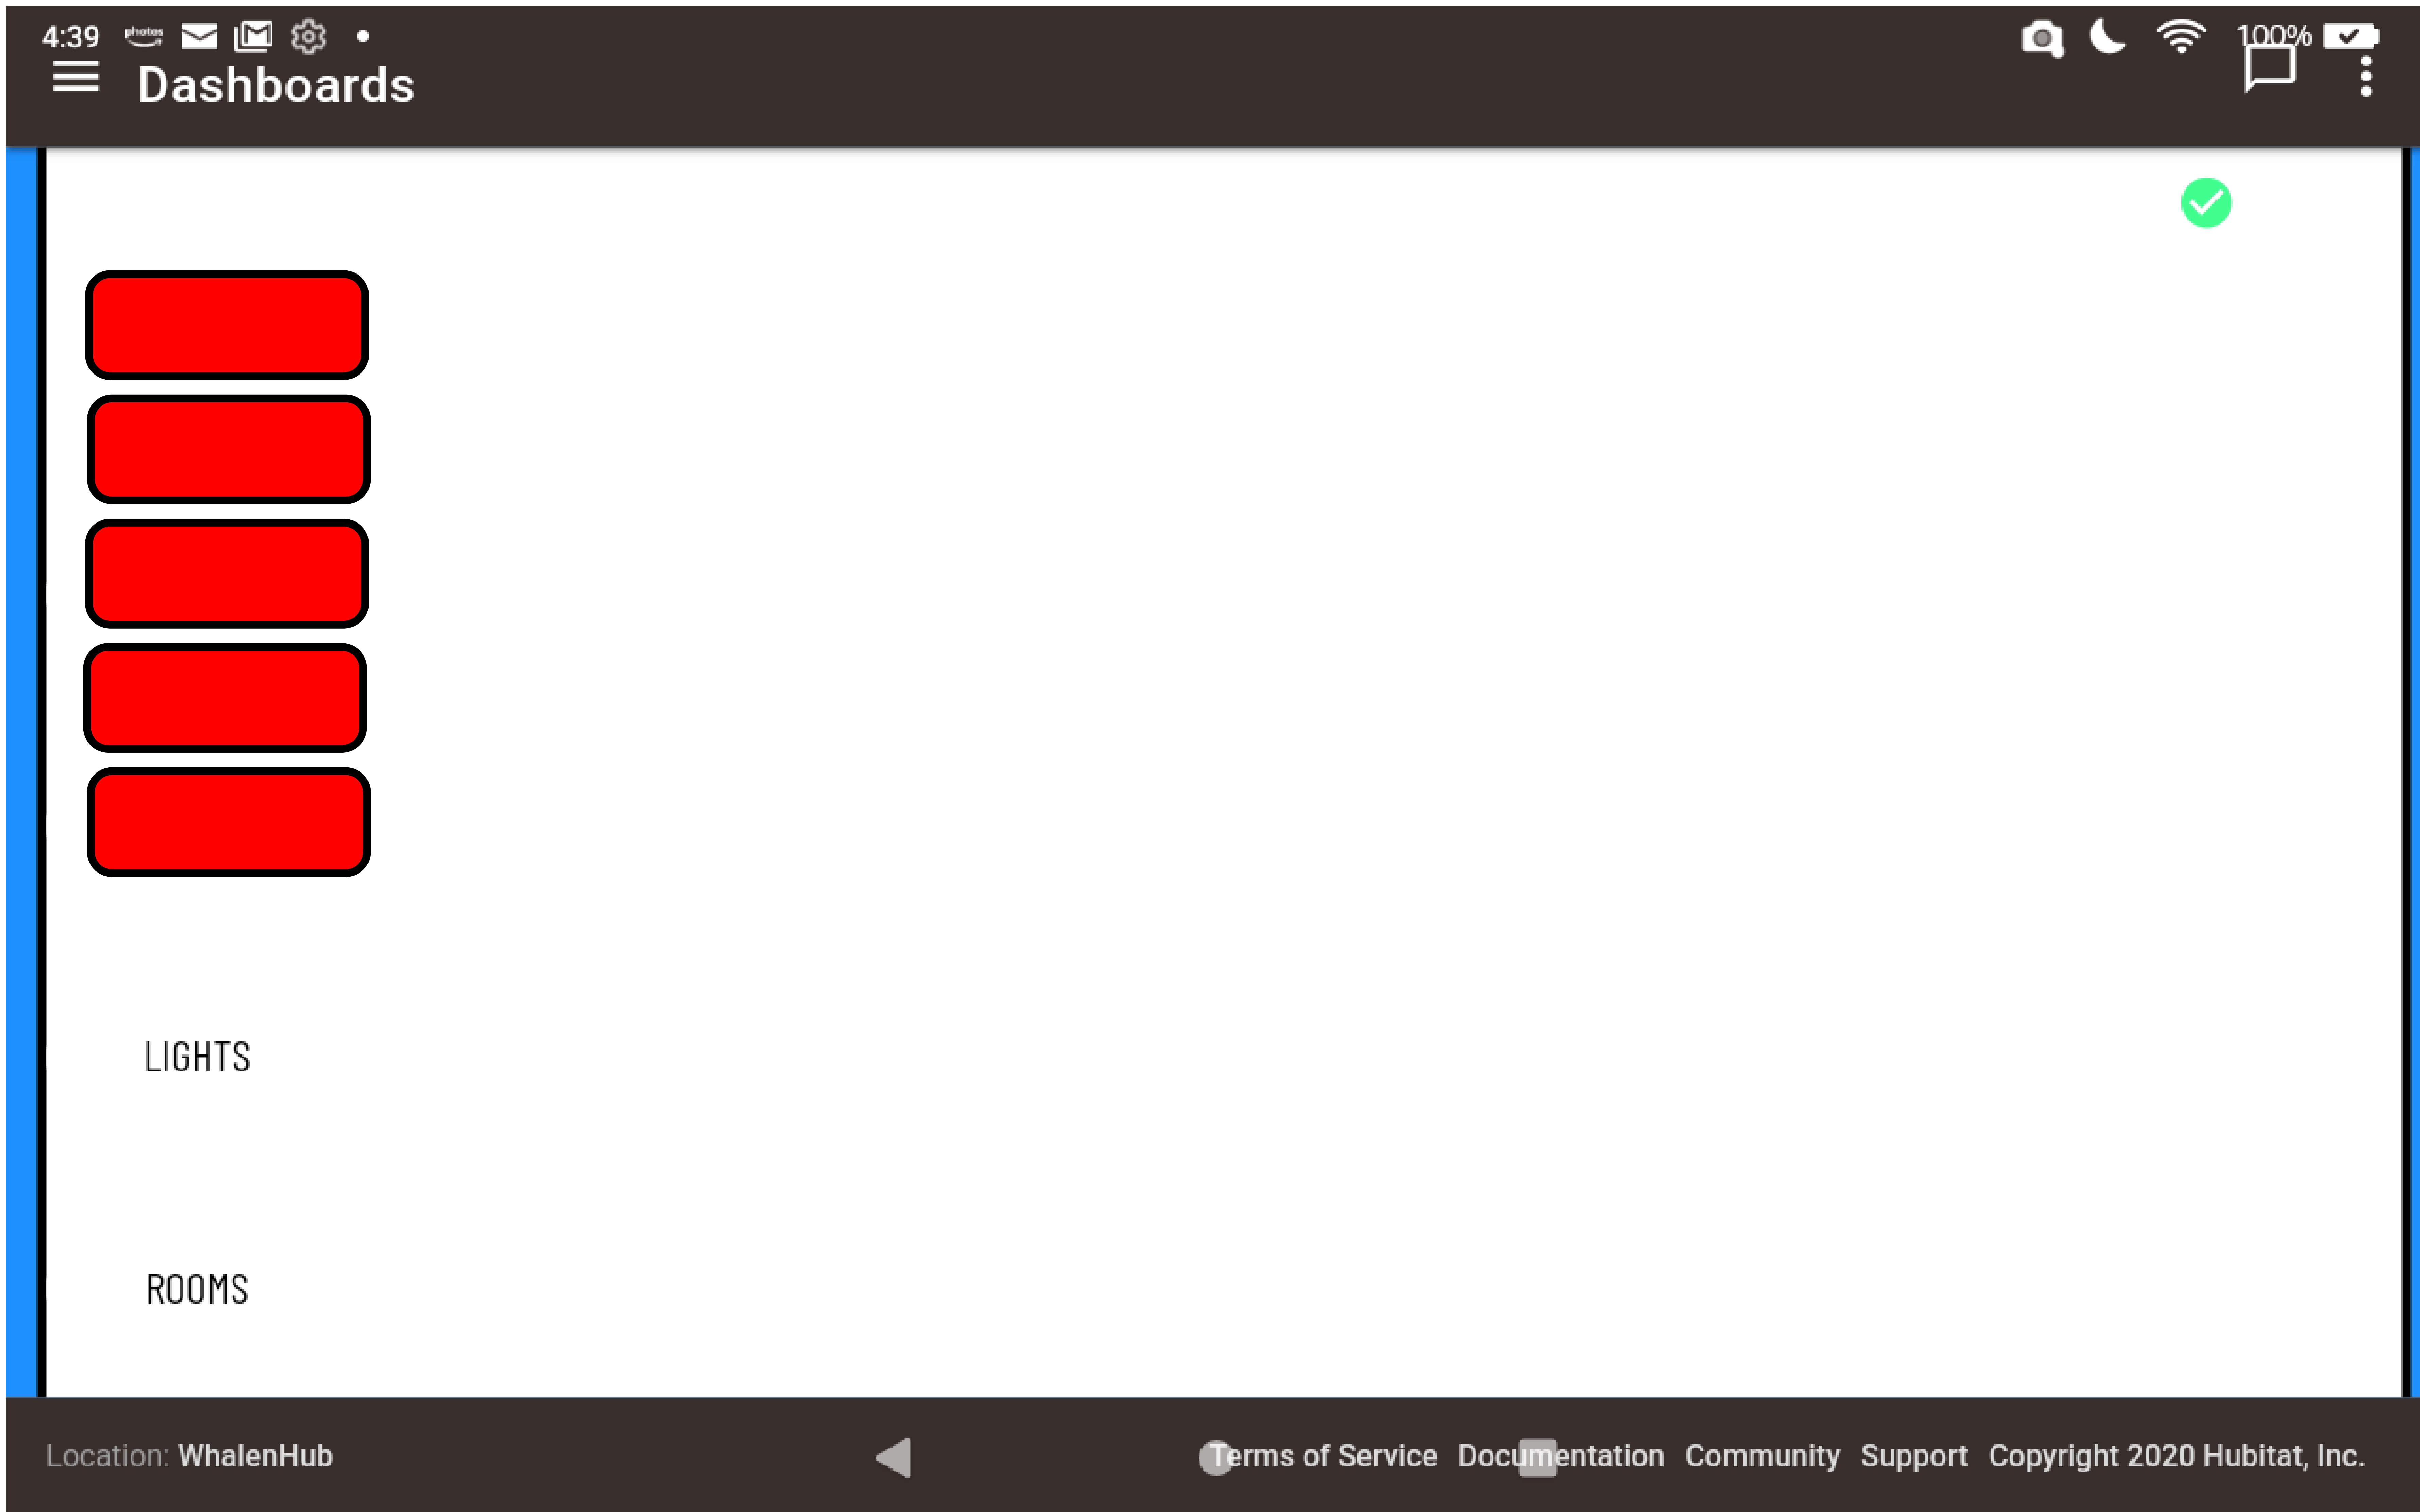 4:39 photos 100%
Dashboards
LIGHTS
ROOMS
Location: WhalenHub Terms of Service Documentation Community Support Copyright 2020 Hubitat, Inc.